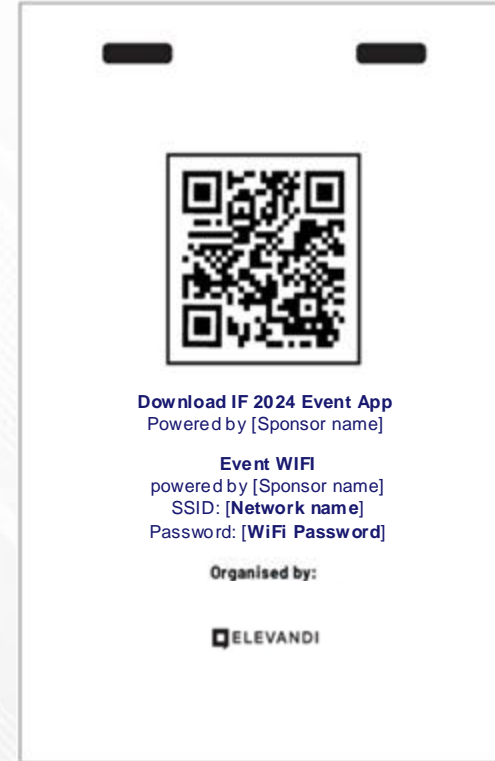 Download IF 2024 Event App
Powered by [Sponsor name]
Event WIFI
powered by [Sponsor name]
SSID: [Network name]
Password: [WiFi Password]
Organised by:
ELEVANDI